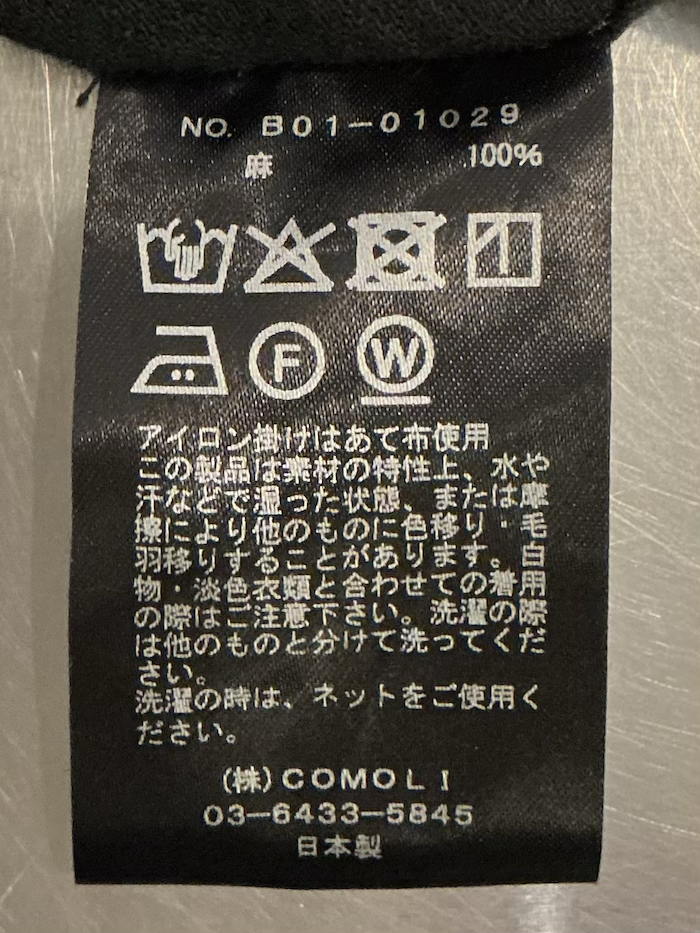 NO. B01-01029
麻 100%
F W
アイロン掛けはあて布使用
この製品は素材の特性上、水や
汗などで湿った状態、または摩
擦により他のものに色移り・毛
羽移りすることがあります。白
物・淡色衣類と合わせての着用
の際はご注意下さい。洗濯の際
は他のものと分けて洗ってくだ
さい。
洗濯の時は、ネットをご使用く
ださい。
(株)COMOLI
03-6433-5845
日本製